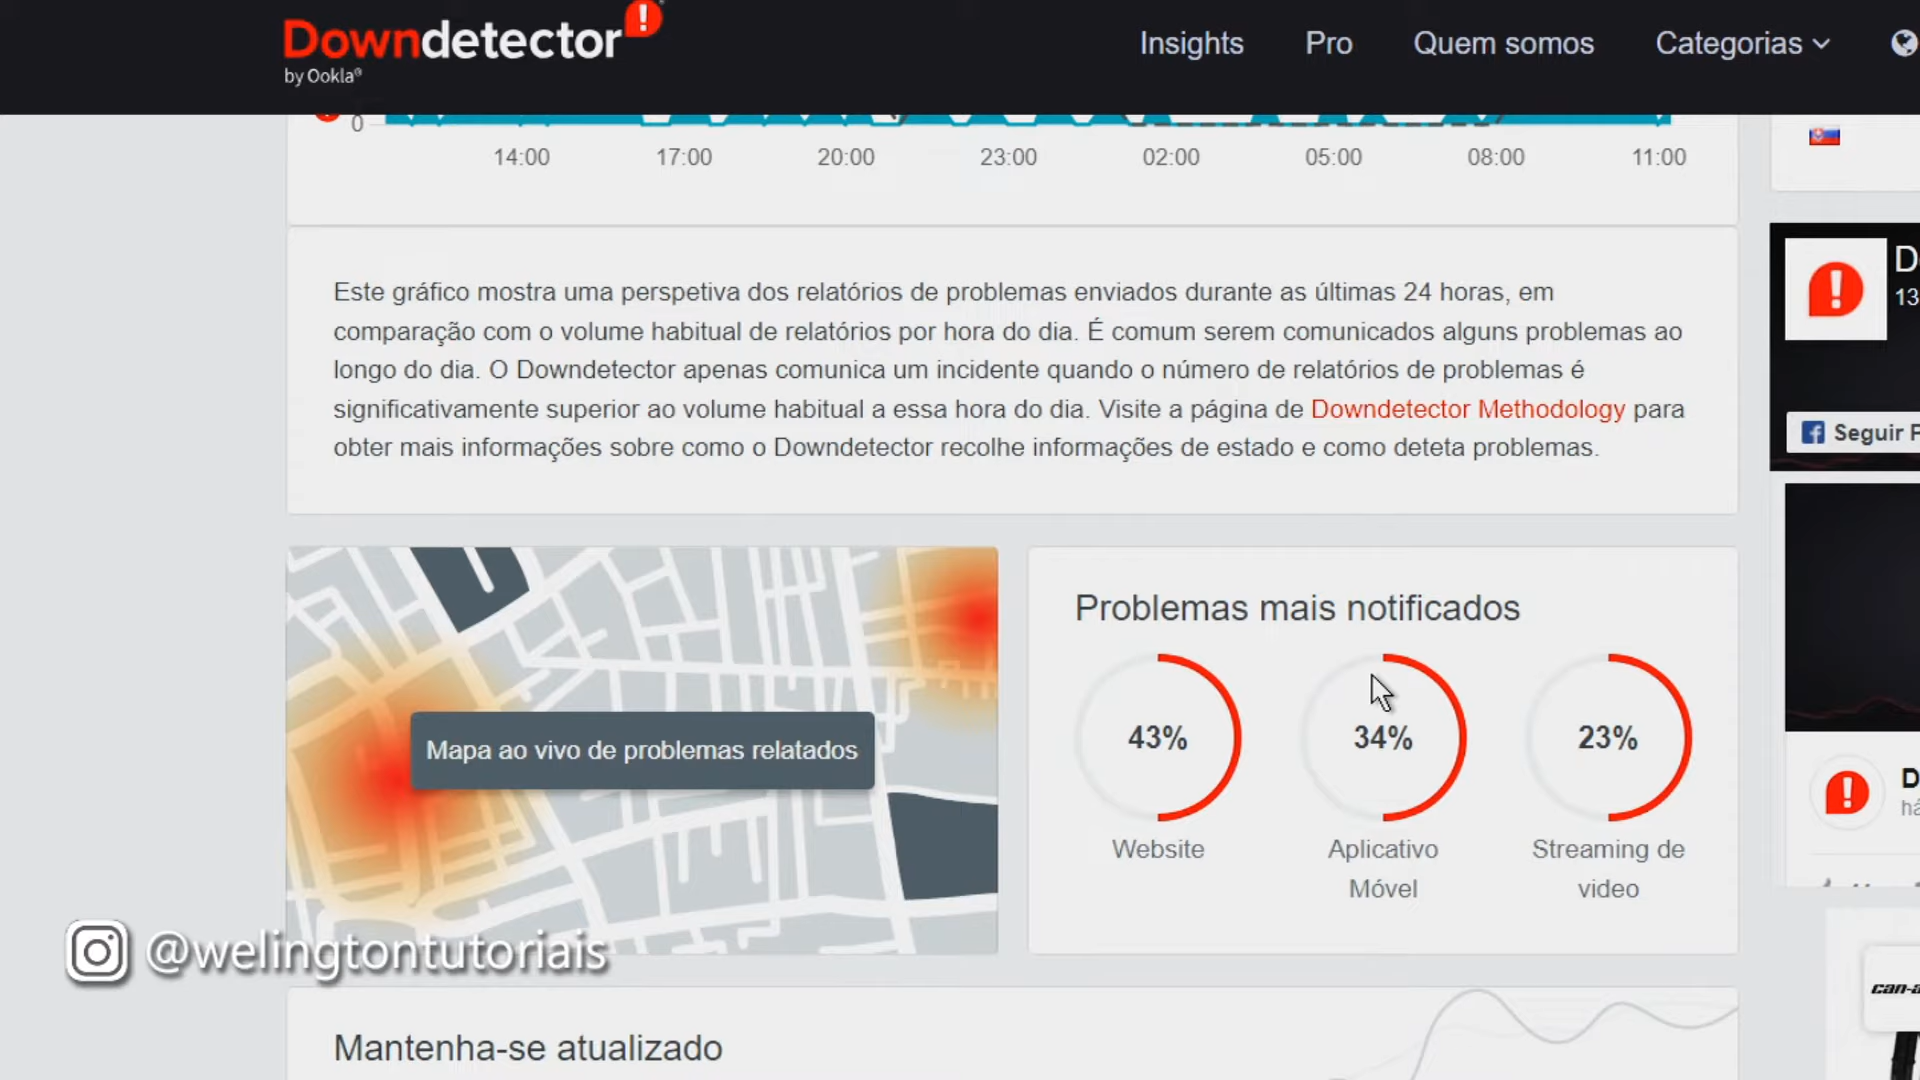 Downdetector
by Ookla®
Insights
Pro
Quem somos
Categorias
0
14:00
17:00
20:00
23:00
02:00
05:00
08:00
11:00
Este gráfico mostra uma perspetiva dos relatórios de problemas enviados durante as últimas 24 horas, em
comparação com o volume habitual de relatórios por hora do dia. É comum serem comunicados alguns problemas ao
longo do dia. O Downdetector apenas comunica um incidente quando o número de relatórios de problemas é
significativamente superior ao volume habitual a essa hora do dia. Visite a página de Downdetector Methodology para
obter mais informações sobre como o Downdetector recolhe informações de estado e como deteta problemas.
D
13
Seguir P
Mapa ao vivo de problemas relatados
Problemas mais notificados
43%
34%
23%
Website
Aplicativo
Móvel
Streaming de
video
D
há
@welingtontutoriais
can-a
Mantenha-se atualizado